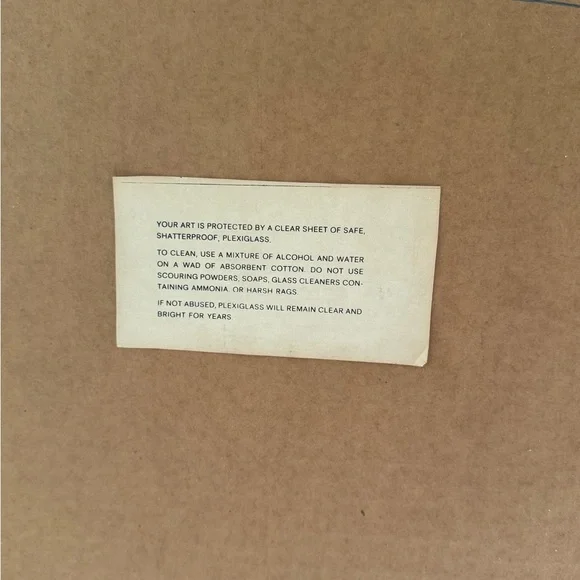 YOUR ART IS PROTECTED BY A CLEAR SHEET OF SAFE,
SHATTERPROOF, PLEXIGLASS.
TO CLEAN, USE A MIXTURE OF ALCOHOL AND WATER
ON A WAD OF ABSORBENT COTTON. DO NOT USE
SCOURING POWDERS, SOAPS, GLASS CLEANERS CON-
TAINING AMMONIA, OR HARSH RAGS.
IF NOT ABUSED, PLEXIGLASS WILL REMAIN CLEAR AND
BRIGHT FOR YEARS.